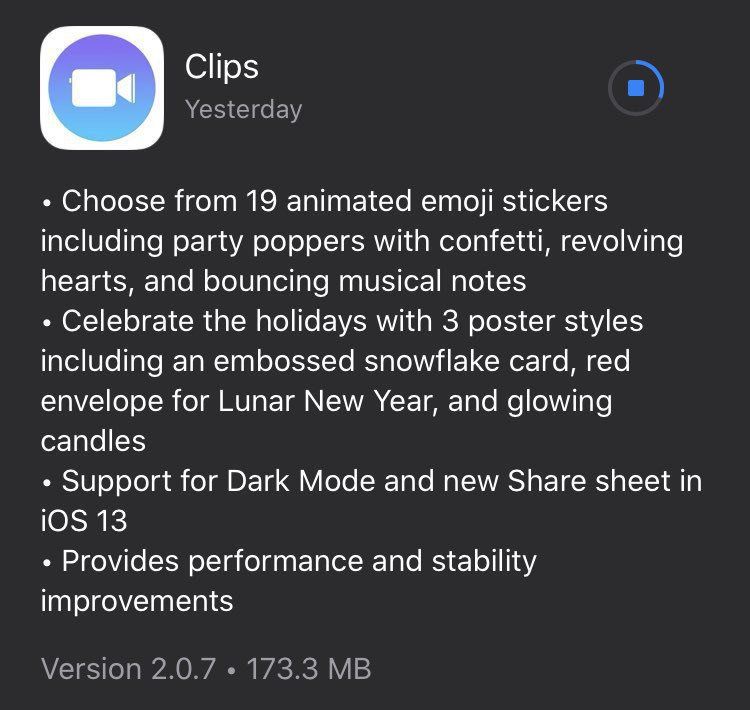 Clips
Yesterday
• Choose from 19 animated emoji stickers
including party poppers with confetti, revolving
hearts, and bouncing musical notes
• Celebrate the holidays with 3 poster styles
including an embossed snowflake card, red
envelope for Lunar New Year, and glowing
candles
• Support for Dark Mode and new Share sheet in
iOS 13
• Provides performance and stability
improvements
Version 2.0.7 • 173.3 MB